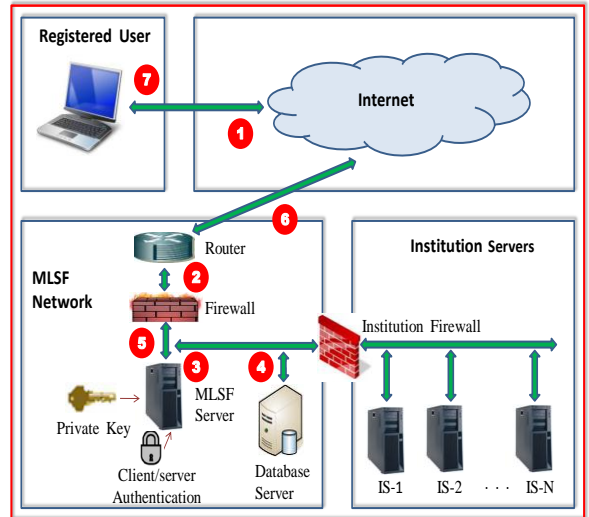 Registered User
7
1
Internet
6
Router
2
MLSF
Network
Firewall
5
3
4
MLSF
Server
Private Key
Client/server
Authentication
Database
Server
Institution Servers
Institution Firewall
IS-1
IS-2
. . .
IS-N